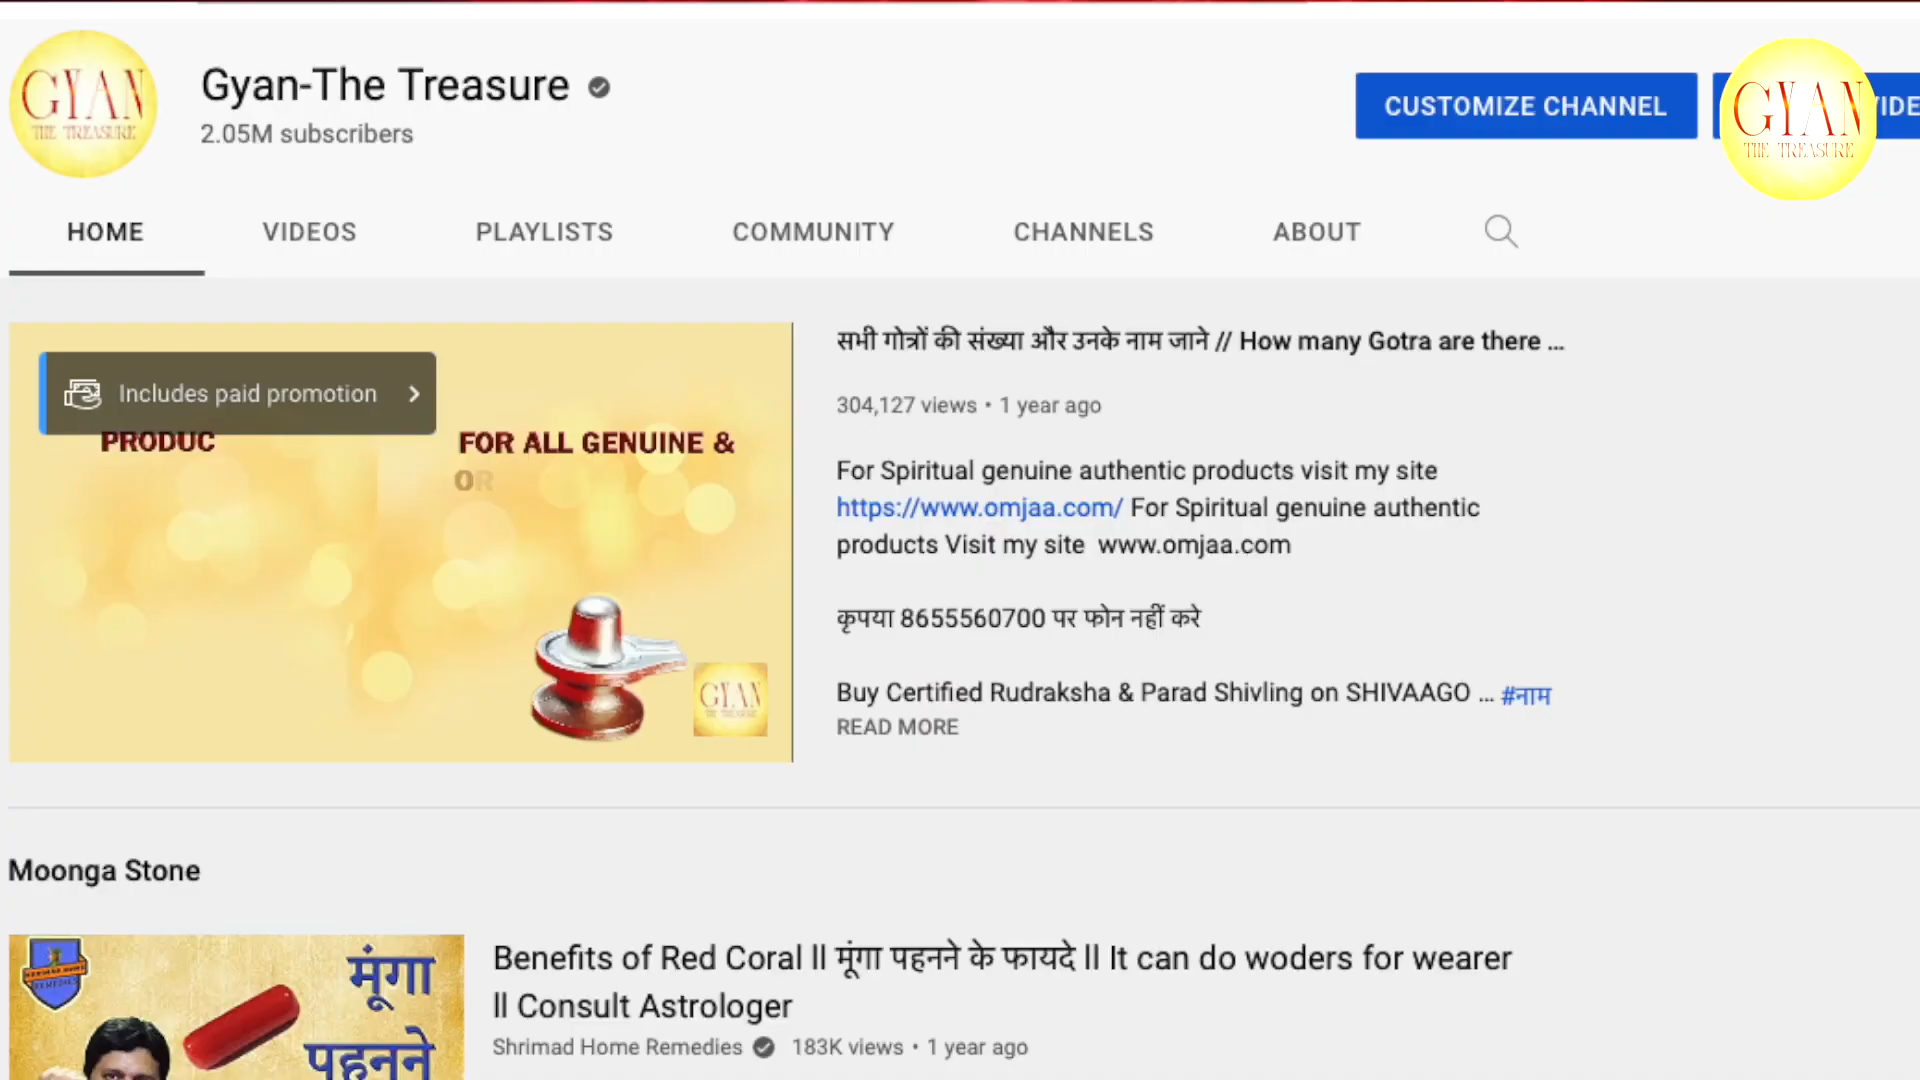 GYAN
THE TREASURE
Gyan-The Treasure
2.05M subscribers
CUSTOMIZE CHANNEL
GYAN
THE TREASURE
HOME
VIDEOS
PLAYLISTS
COMMUNITY
CHANNELS
ABOUT
Includes paid promotion
PRODUC
FOR ALL GENUINE &
OR
GYAN
THE TREASURE
सभी गोत्रों की संख्या और उनके नाम जाने // How many Gotra are there ...
304,127 views • 1 year ago
For Spiritual genuine authentic products visit my site
https://www.omjaa.com/ For Spiritual genuine authentic
products Visit my site www.omjaa.com
कृपया 8655560700 पर फोन नहीं करे
Buy Certified Rudraksha & Parad Shivling on SHIVAAGO ... #नाम
READ MORE
Moonga Stone
मूंगा
पहनने
Benefits of Red Coral ll मूंगा पहनने के फायदे ll It can do woders for wearer
ll Consult Astrologer
Shrimad Home Remedies 183K views • 1 year ago